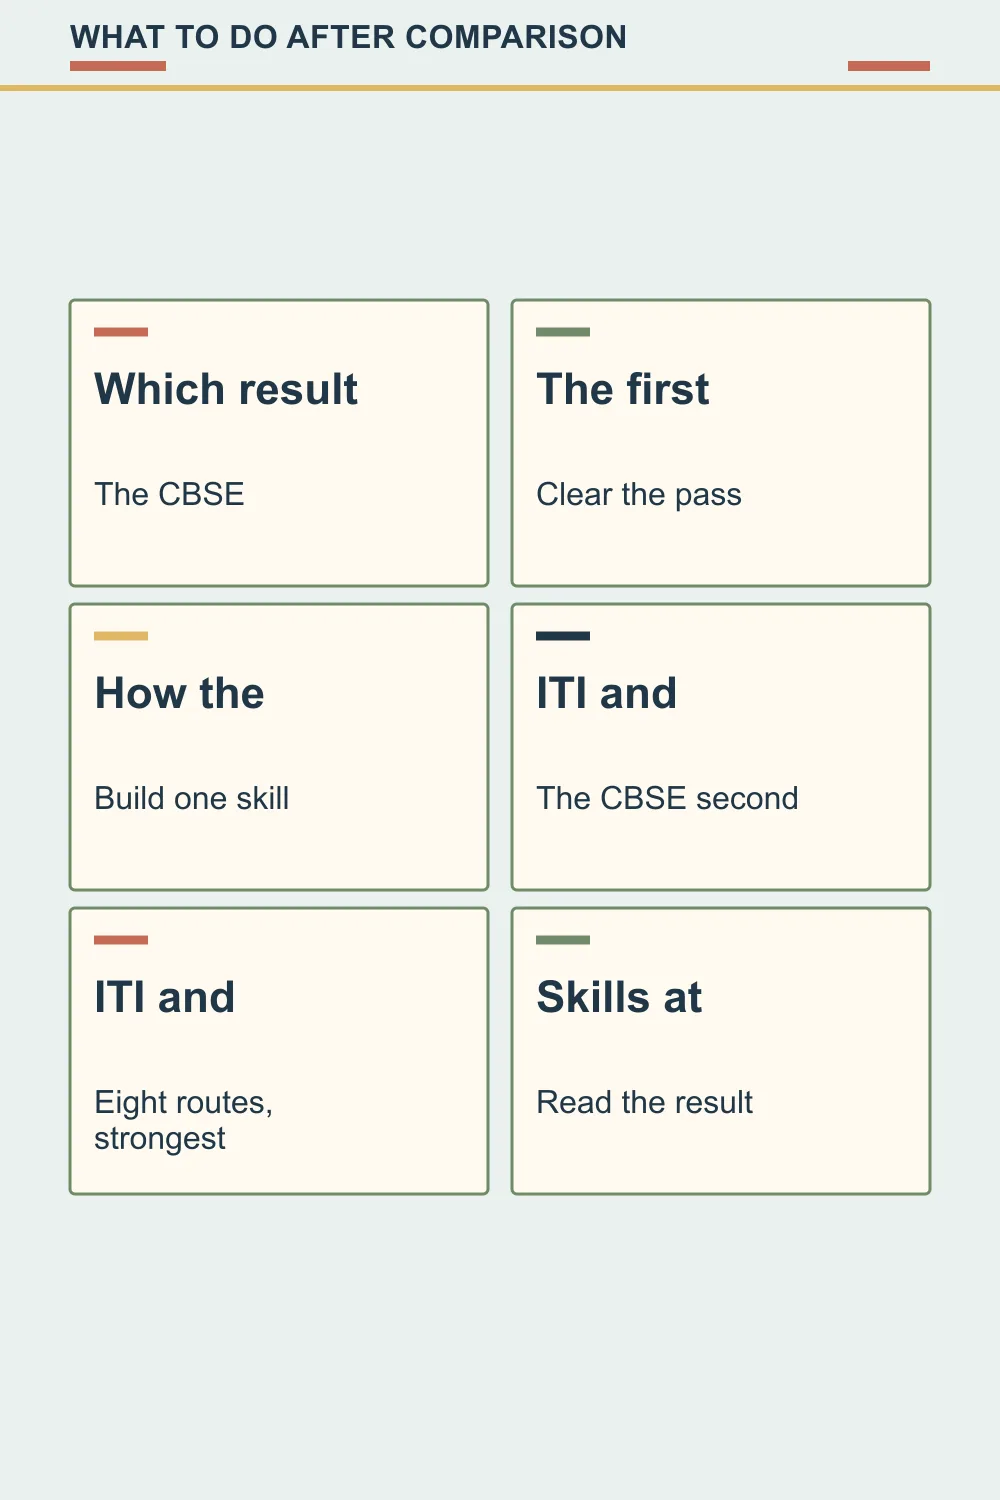 WHAT TO DO AFTER COMPARISON
Which result
The CBSE
The first
Clear the pass
How the
Build one skill
ITI and
The CBSE second
ITI and
Eight routes,
strongest
Skills at
Read the result